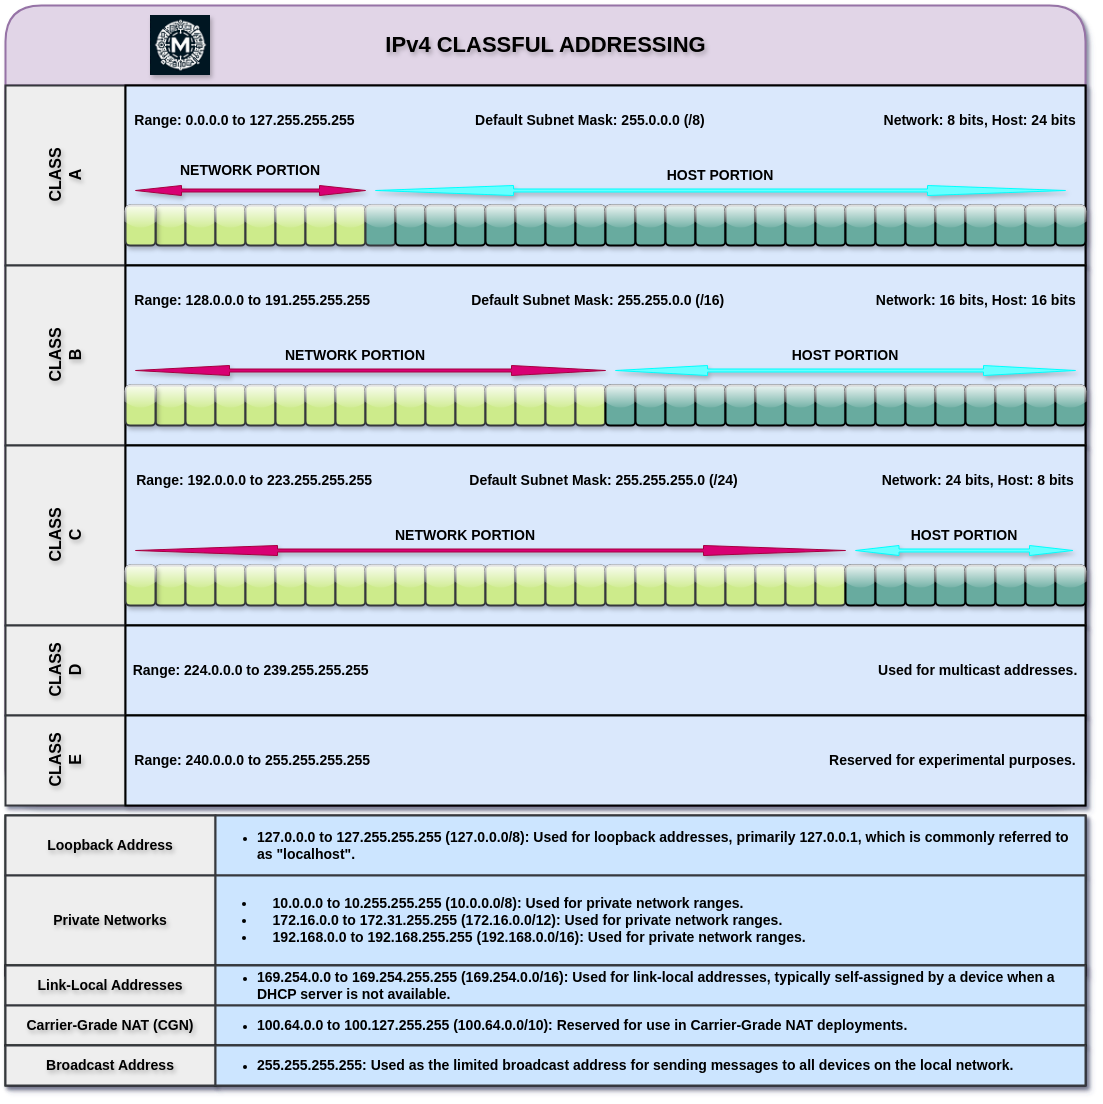 M
IPv4 CLASSFUL ADDRESSING
CLASS
A
Range: 0.0.0.0 to 127.255.255.255
Default Subnet Mask: 255.0.0.0 (/8)
Network: 8 bits, Host: 24 bits
NETWORK PORTION
HOST PORTION
CLASS
B
Range: 128.0.0.0 to 191.255.255.255
Default Subnet Mask: 255.255.0.0 (/16)
Network: 16 bits, Host: 16 bits
NETWORK PORTION
HOST PORTION
CLASS
C
Range: 192.0.0.0 to 223.255.255.255
Default Subnet Mask: 255.255.255.0 (/24)
Network: 24 bits, Host: 8 bits
NETWORK PORTION
HOST PORTION
CLASS
D
Range: 224.0.0.0 to 239.255.255.255
Used for multicast addresses.
CLASS
E
Range: 240.0.0.0 to 255.255.255.255
Reserved for experimental purposes.
Loopback Address
• 127.0.0.0 to 127.255.255.255 (127.0.0.0/8): Used for loopback addresses, primarily 127.0.0.1, which is commonly referred to
as "localhost".
Private Networks
• 10.0.0.0 to 10.255.255.255 (10.0.0.0/8): Used for private network ranges.
• 172.16.0.0 to 172.31.255.255 (172.16.0.0/12): Used for private network ranges.
• 192.168.0.0 to 192.168.255.255 (192.168.0.0/16): Used for private network ranges.
Link-Local Addresses
• 169.254.0.0 to 169.254.255.255 (169.254.0.0/16): Used for link-local addresses, typically self-assigned by a device when a
DHCP server is not available.
Carrier-Grade NAT (CGN)
• 100.64.0.0 to 100.127.255.255 (100.64.0.0/10): Reserved for use in Carrier-Grade NAT deployments.
Broadcast Address
• 255.255.255.255: Used as the limited broadcast address for sending messages to all devices on the local network.